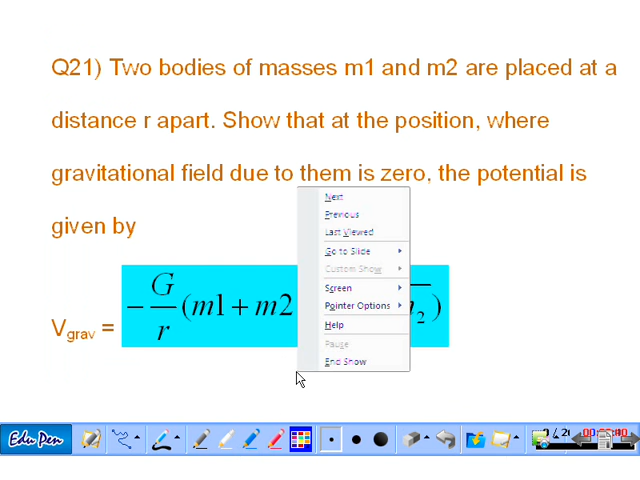 Q21) Two bodies of masses m1 and m2 are placed at a
distance r apart. Show that at the position, where
gravitational field due to them is zero, the potential is
given by
V grav = − G/r (m1 + m2 2 )
Next
Previous
Last Viewed
Go to Slide
Custom Show
Screen
Pointer Options
Help
Pause
End Show
Edu Pen